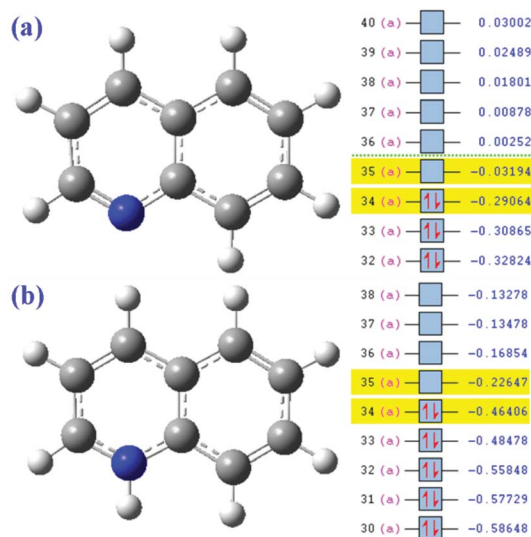 (a)
40 (a) 0.03002
39 (a) 0.02489
38 (a) 0.01801
37 (a) 0.00878
36 (a) 0.00252
35 (a) -0.03194
34 (a) -0.29064
33 (a) -0.30865
32 (a) -0.32824
(b)
38 (a) -0.13278
37 (a) -0.13478
36 (a) -0.16854
35 (a) -0.22647
34 (a) -0.46406
33 (a) -0.48478
32 (a) -0.55848
31 (a) -0.57729
30 (a) -0.58648